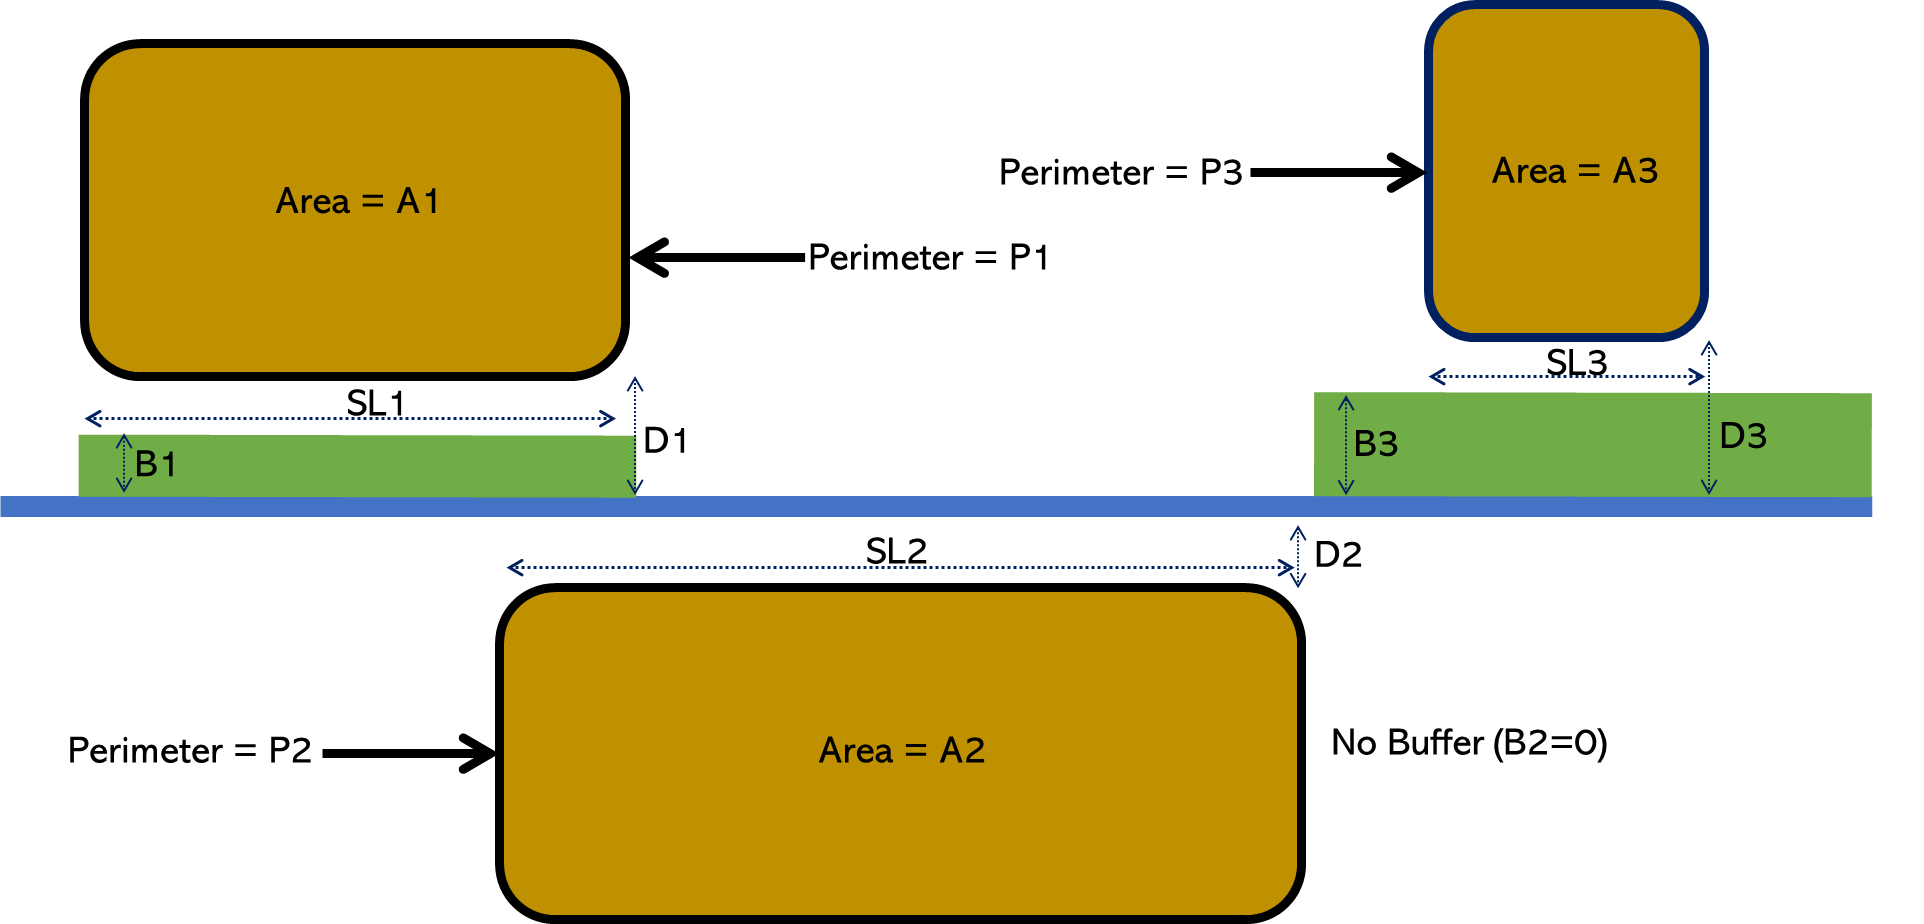 Perimeter = P3
Area = A3
Area = A1
Perimeter = P1
SL3
SL1
B1
D1
B3
D3
SL2
D2
Perimeter = P2
Area = A2
No Buffer (B2=0)